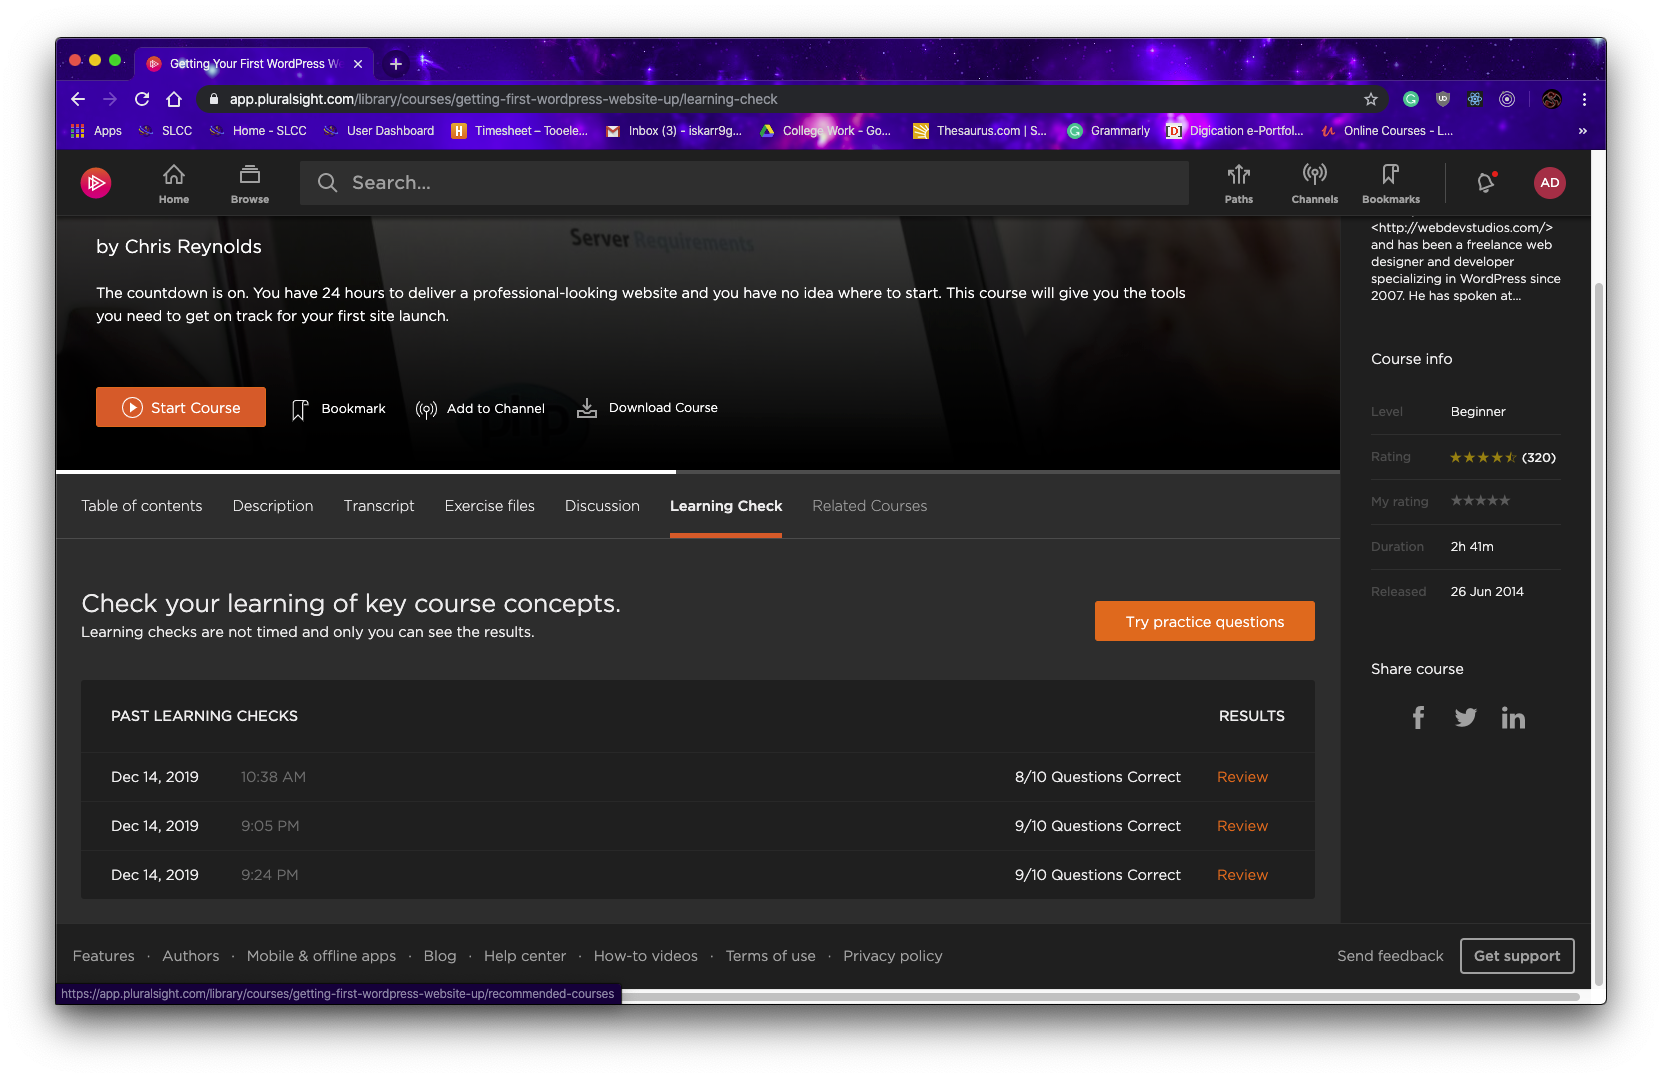 Getting Your First WordPress W
app.pluralsight.com/library/courses/getting-first-wordpress-website-up/learning-check
Apps SLCC Home - SLCC User Dashboard Timesheet – Tooele... Inbox (3) - iskarr9g... College Work - Go... Thesaurus.com | S... Grammarly [D] Digication e-Portfol... Online Courses - L... »
Home Browse Search... Paths Channels Bookmarks AD
Server Requirements
by Chris Reynolds
The countdown is on. You have 24 hours to deliver a professional-looking website and you have no idea where to start. This course will give you the tools
you need to get on track for your first site launch.
php
Start Course Bookmark Add to Channel Download Course
Table of contents Description Transcript Exercise files Discussion Learning Check Related Courses
Check your learning of key course concepts.
Learning checks are not timed and only you can see the results.
Try practice questions
PAST LEARNING CHECKS RESULTS
Dec 14, 2019 10:38 AM 8/10 Questions Correct Review
Dec 14, 2019 9:05 PM 9/10 Questions Correct Review
Dec 14, 2019 9:24 PM 9/10 Questions Correct Review
<http://webdevstudios.com/>
and has been a freelance web
designer and developer
specializing in WordPress since
2007. He has spoken at...
Course info
Level Beginner
Rating ★★★★ (320)
My rating ★★★★★
Duration 2h 41m
Released 26 Jun 2014
Share course
Features · Authors · Mobile & offline apps · Blog · Help center · How-to videos · Terms of use · Privacy policy
Send feedback Get support
https://app.pluralsight.com/library/courses/getting-first-wordpress-website-up/recommended-courses